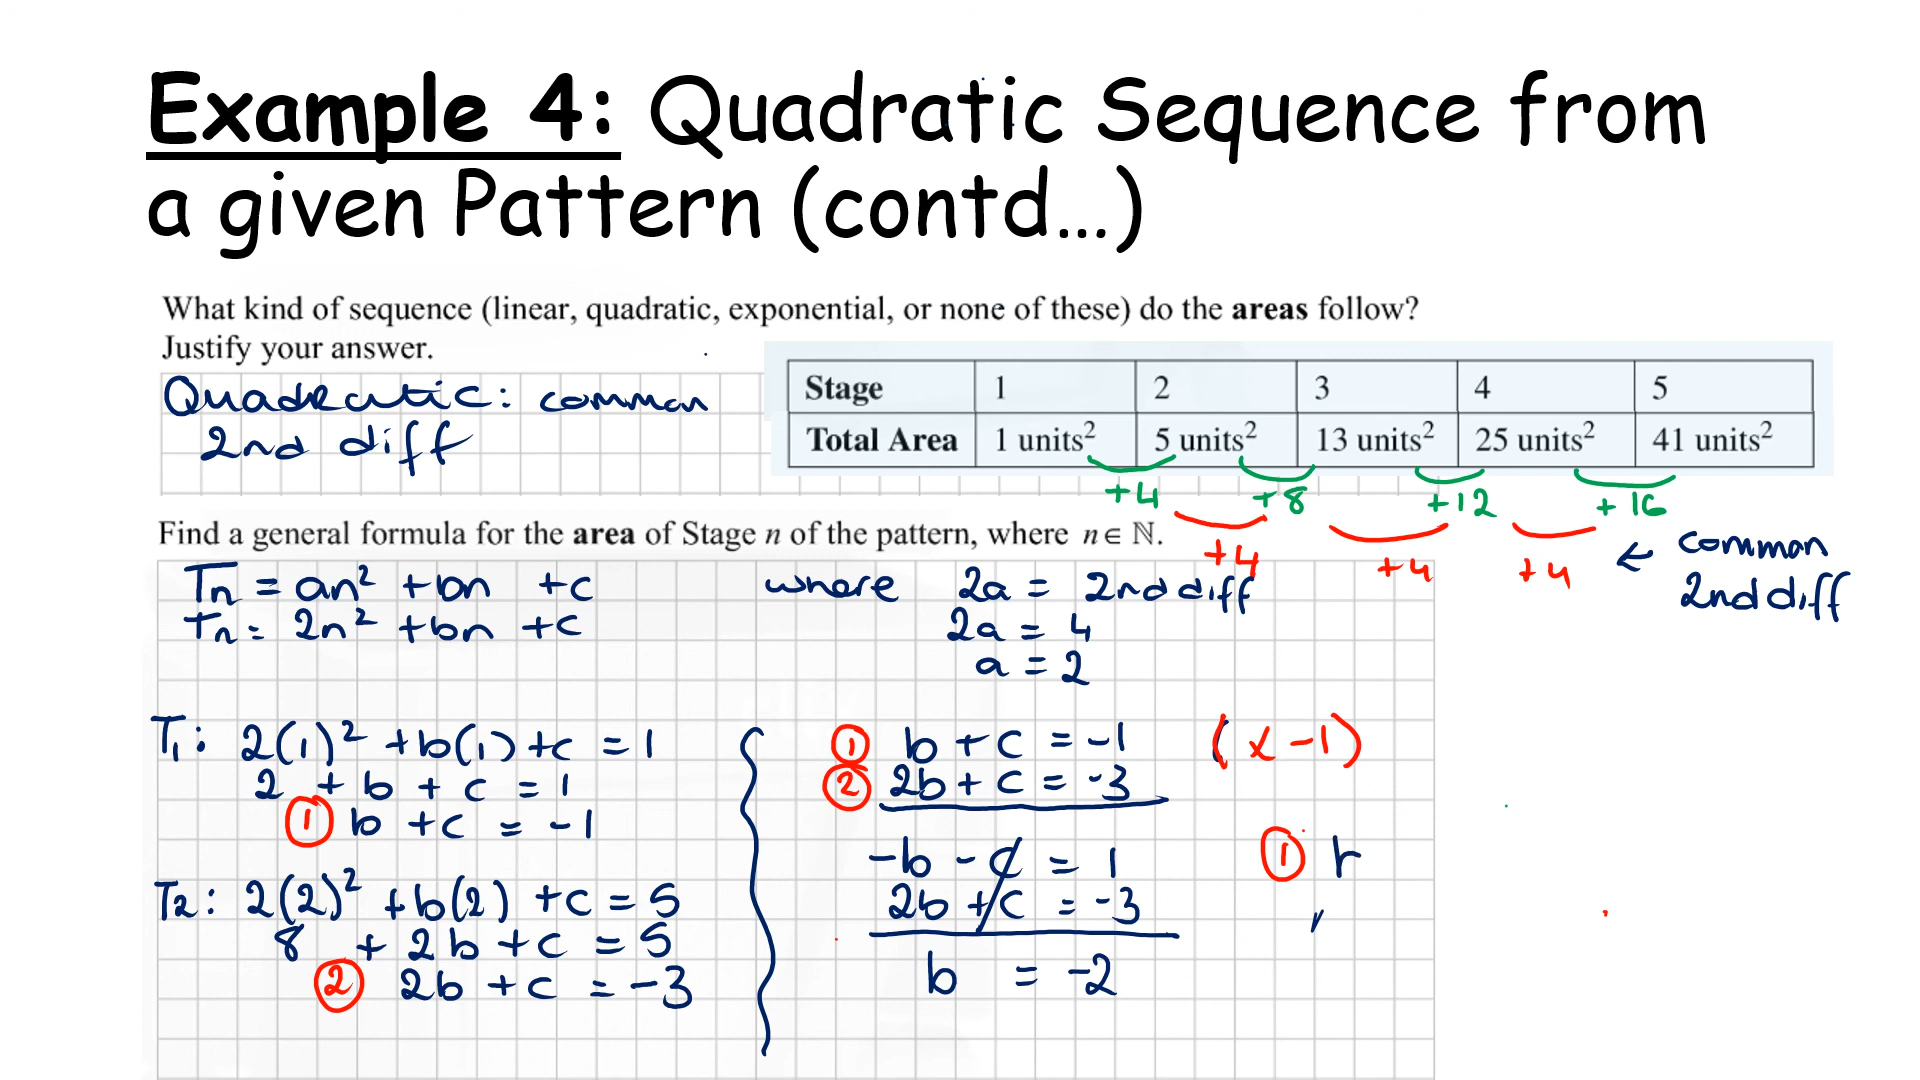 Example 4: Quadratic Sequence from
a given Pattern (contd...)
What kind of sequence (linear, quadratic, exponential, or none of these) do the areas follow?
Justify your answer.
Quadratic: common
2nd diff
Stage 1 2 3 4 5
Total Area 1 units² 5 units² 13 units² 25 units² 41 units²
+4 +8 +12 +16
+4 +4 +4 ← common
2nd diff
Find a general formula for the area of Stage n of the pattern, where n ∈ ℕ.
Tn = an² + bn + c where 2a = 2nd diff
Tn = 2n² + bn + c 2a = 4
a = 2
T1: 2(1)² + b(1) + c = 1
2 + b + c = 1
① b + c = -1
T2: 2(2)² + b(2) + c = 5
8 + 2b + c = 5
② 2b + c = -3
① b + c = -1 (x -1)
② 2b + c = -3
-b - c = 1
2b + c = -3
b = -2
①